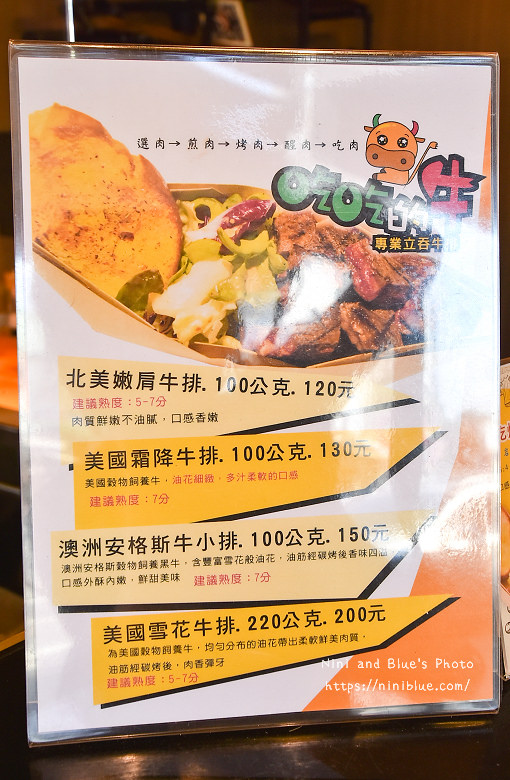 選肉→煎肉→烤肉→醒肉→吃肉
吃吃的牛
專業立吞牛
北美嫩肩牛排.100公克.120元
建議熟度：5-7分
肉質鮮嫩不油膩，口感香嫩
美國霜降牛排.100公克.130元
美國穀物飼養牛，油花細緻，多汁柔軟的口感
建議熟度：7分
澳洲安格斯牛小排.100公克.150元
澳洲安格斯穀物飼養黑牛，含豐富雪花般油花，油筋經碳烤後香味四溢
口感外酥內嫩，鮮甜美味 建議熟度：7分
美國雪花牛排.220公克.200元
為美國穀物飼養牛，均勻分布的油花帶出柔軟鮮美肉質，
油筋經碳烤後，肉香彈牙
建議熟度：5-7分
Nini and Blue's Photo
https://niniblue.com/